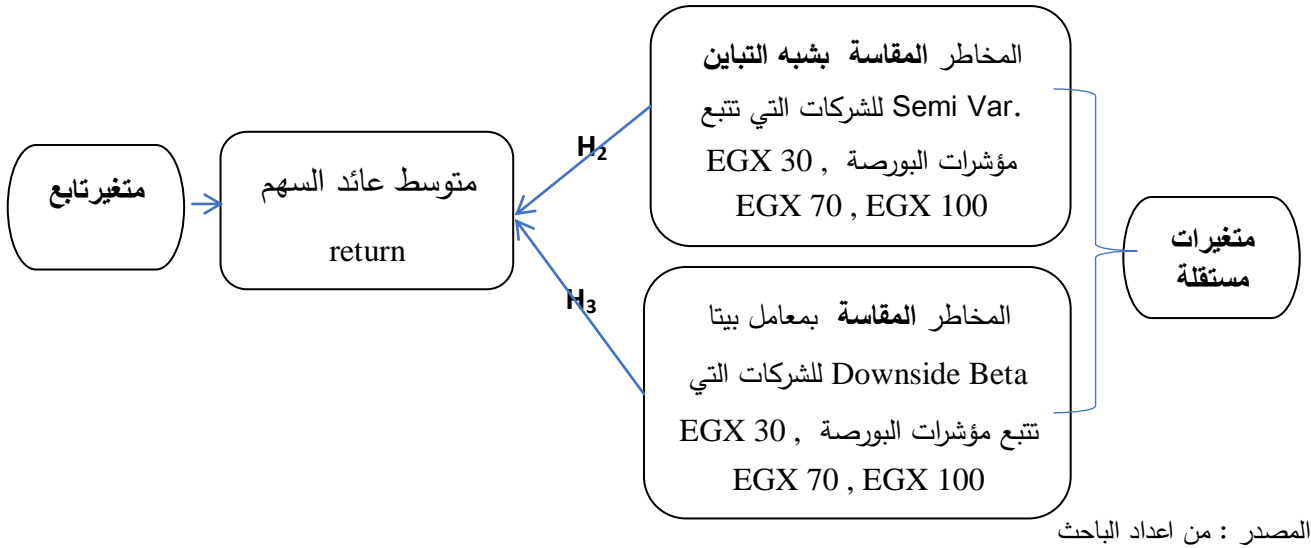 المخاطر المقاسة بشبه التباين
Semi Var. للشركات التي تتبع
مؤشرات البورصة EGX 30 ,
EGX 70 , EGX 100
متغيرات
مستقلة
المخاطر المقاسة بمعامل بيتا
Downside Beta للشركات التي
تتبع مؤشرات البورصة EGX 30 ,
EGX 70 , EGX 100
H2
H3
متوسط عائد السهم
return
متغيرتابع
المصدر : من اعداد الباحث